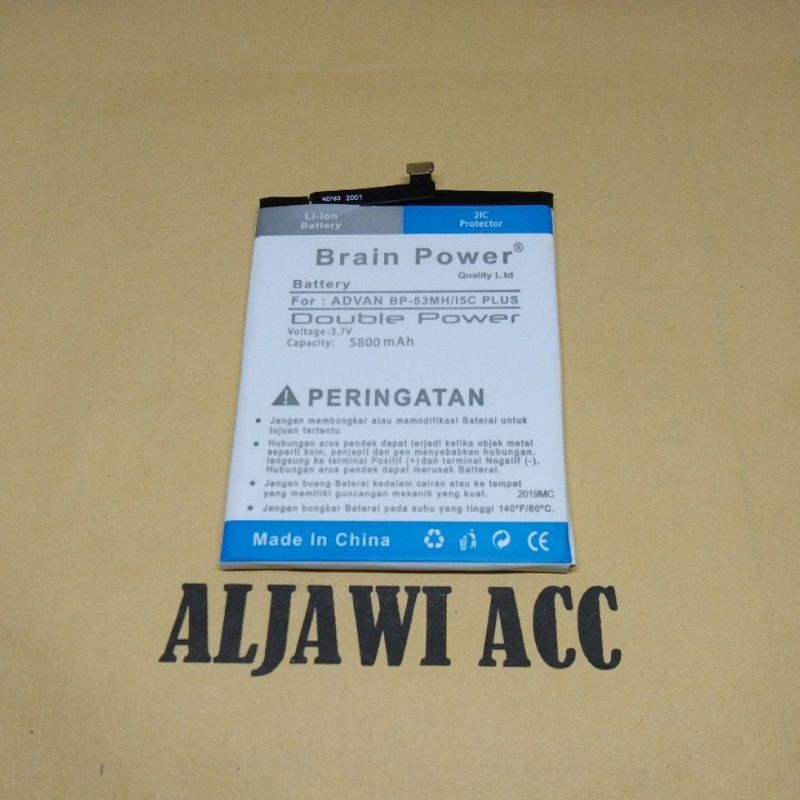 NZ763 2001
Li-ion Battery
2IC Protector
Brain Power®
Quality L.td
Battery
For : ADVAN BP-53MH/I5C PLUS
Double Power
Voltage:3.7V
Capacity: 5800mAh
PERINGATAN
• Jangan membongkar atau memodifikasi Baterai untuk
tujuan tertentu
• Hubungan arus pendek dapat terjadi ketika objek metal
seperti koin, penjepit dan pen menyebabkan hubungan.
langsung ke terminal Positif (+) dan terminal Negatif (-),
Hubungan arus pendek dapat merusak Baterai.
• Jangan buang Baterai kedalam cairan atau ke tempat
yang memiliki guncangan mekanik yang kuat.
2019MC
• Jangan bongkar Baterai pada suhu yang tinggi 140°F/60°C.
Made In China
CE
ALJAWI ACC